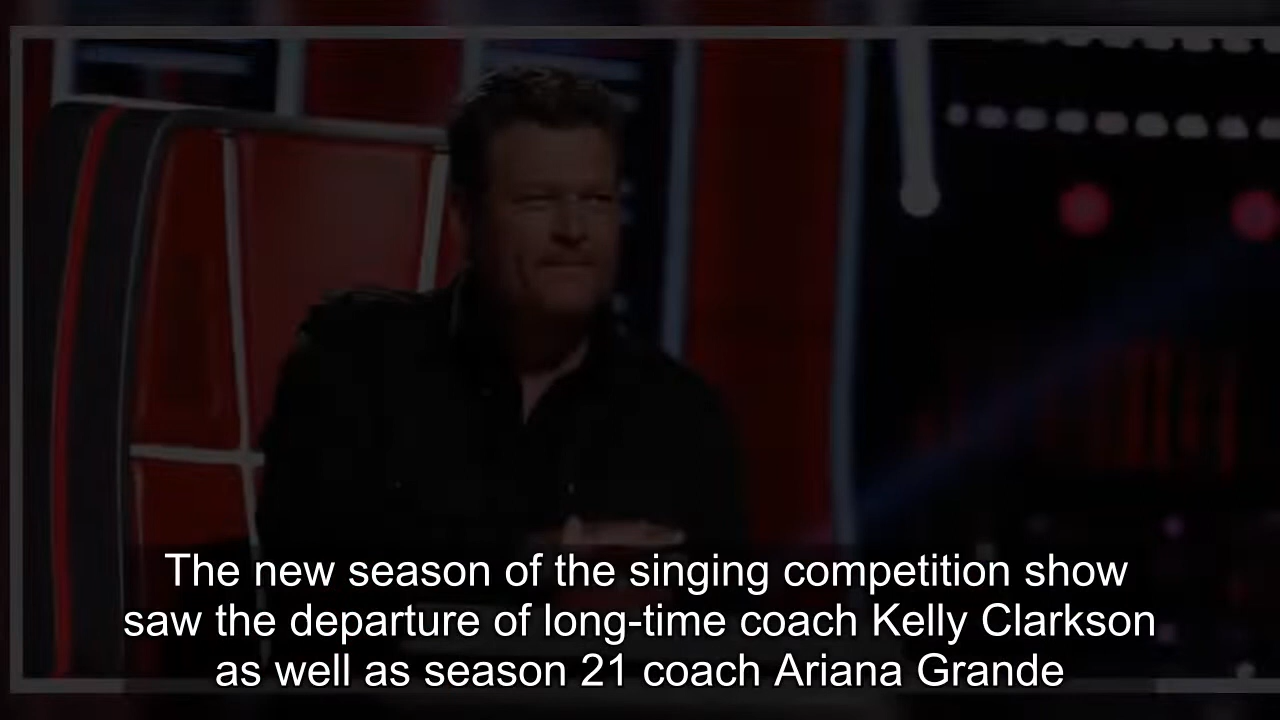 The new season of the singing competition show
saw the departure of long-time coach Kelly Clarkson
as well as season 21 coach Ariana Grande